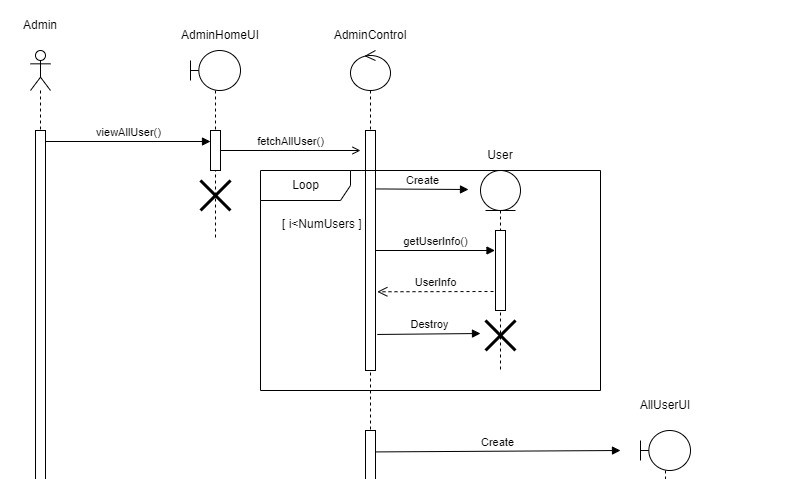 Admin
AdminHomeUI
AdminControl
viewAllUser()
fetchAllUser()
User
Loop
Create
[ i<NumUsers ]
getUserInfo()
UserInfo
Destroy
AllUserUI
Create